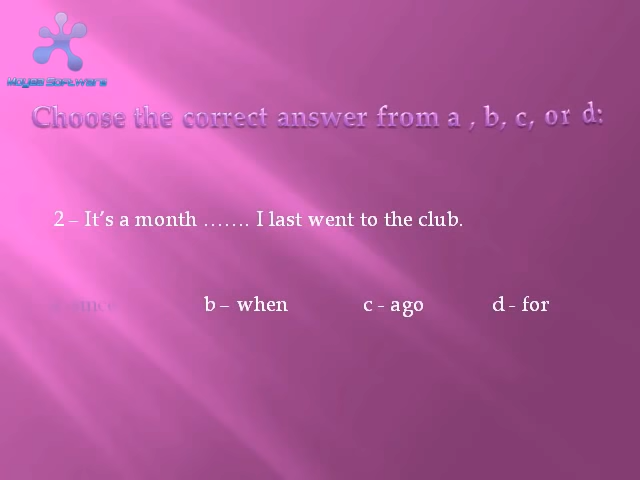 Choose the correct answer from a , b, c, or d:
2 – It’s a month ……. I last went to the club.
b – when c - ago d - for